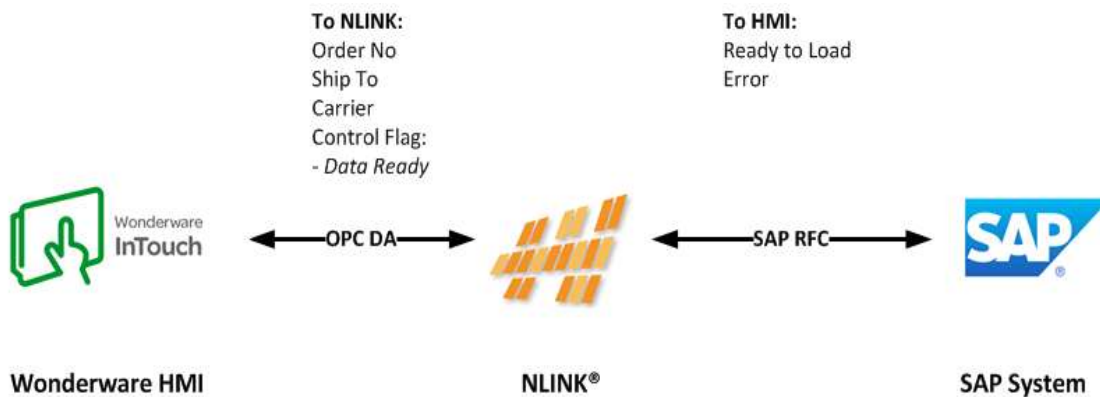 To NLINK:
Order No
Ship To
Carrier
Control Flag:
- Data Ready
To HMI:
Ready to Load
Error
Wonderware
InTouch
OPC DA
SAP RFC
SAP
®
Wonderware HMI
NLINK®
SAP System